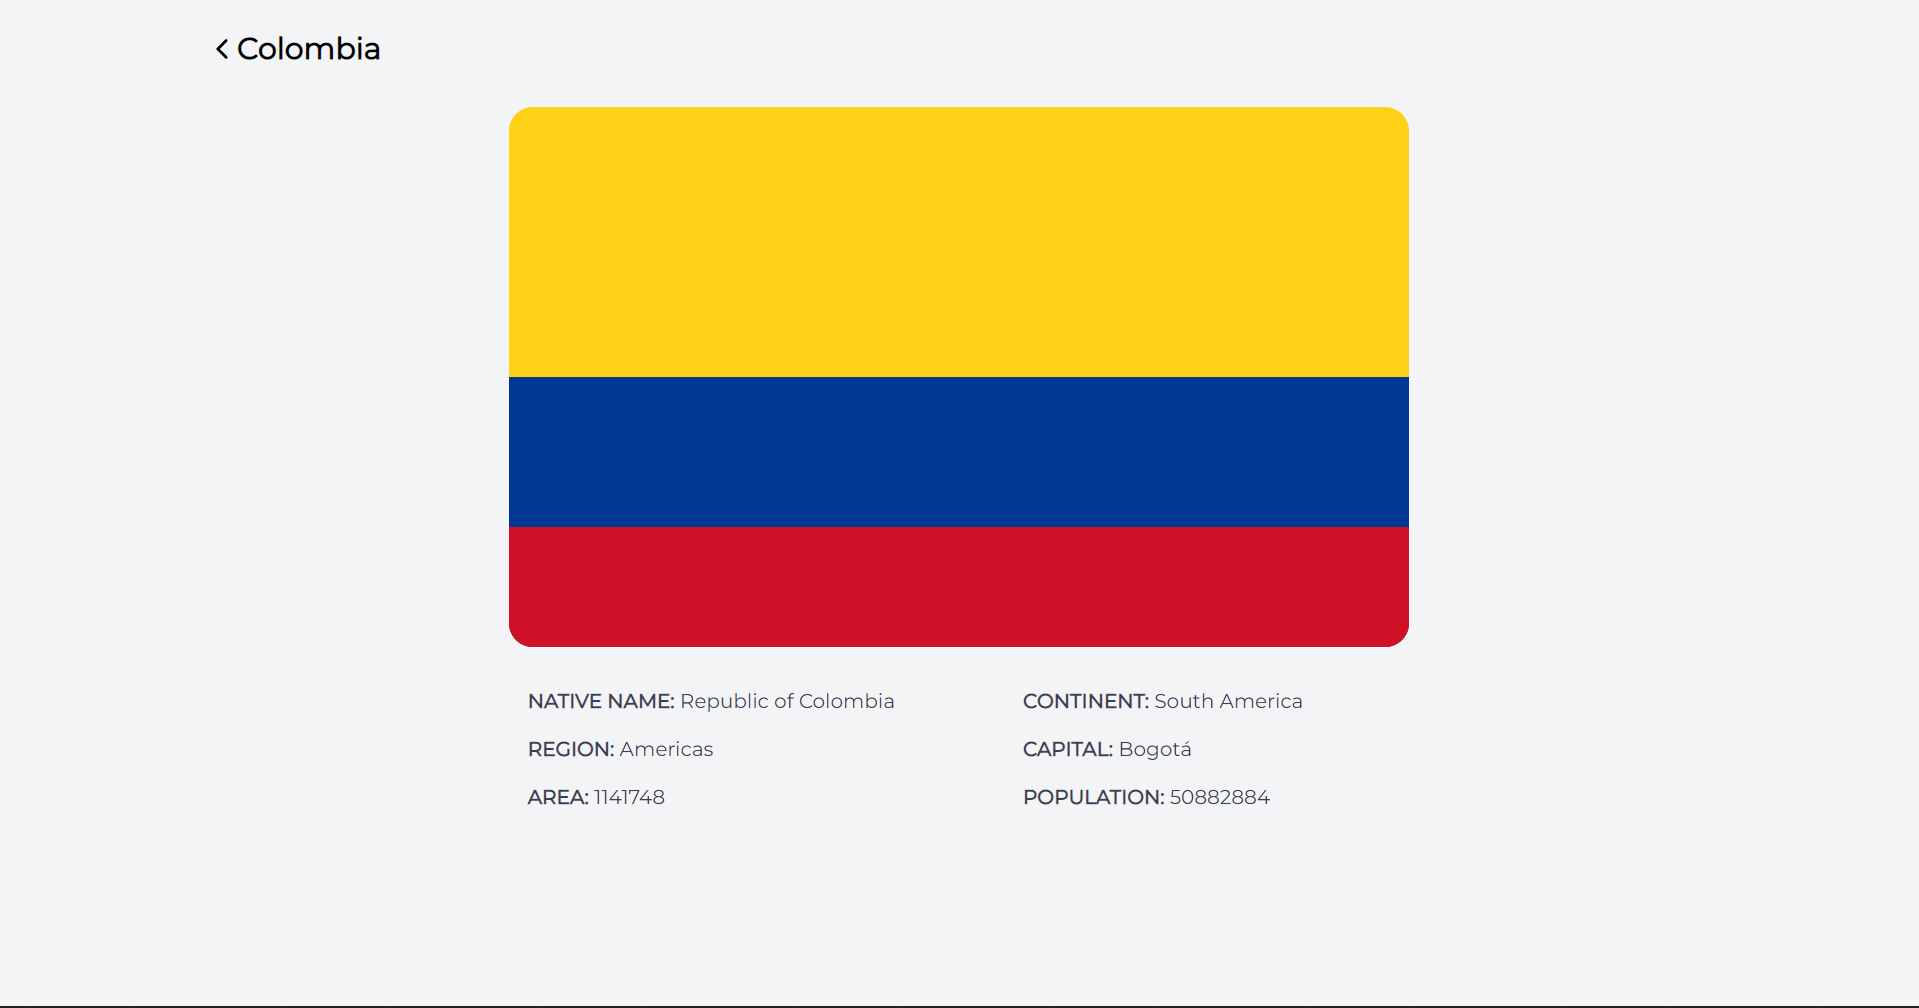 Colombia
NATIVE NAME: Republic of Colombia
CONTINENT: South America
REGION: Americas
CAPITAL: Bogotá
AREA: 1141748
POPULATION: 50882884